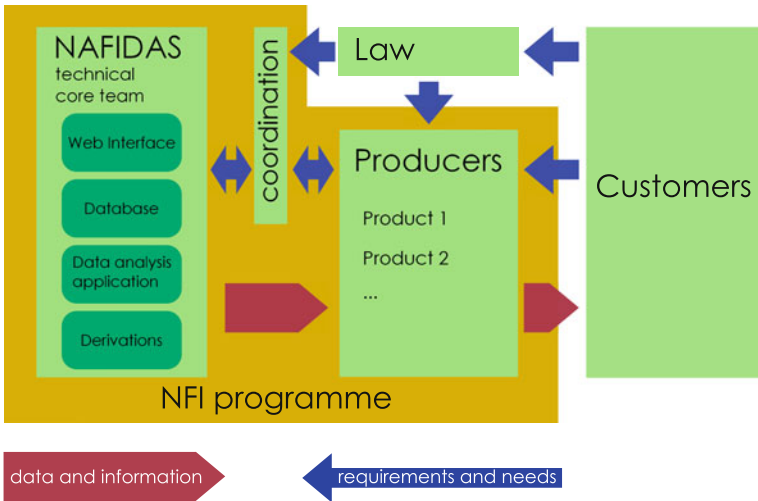 NAFIDAS
technical
core team
Web Interface
Database
Data analysis
application
Derivations
coordination
Law
Producers
Product 1
Product 2
...
Customers
NFI programme
data and information
requirements and needs